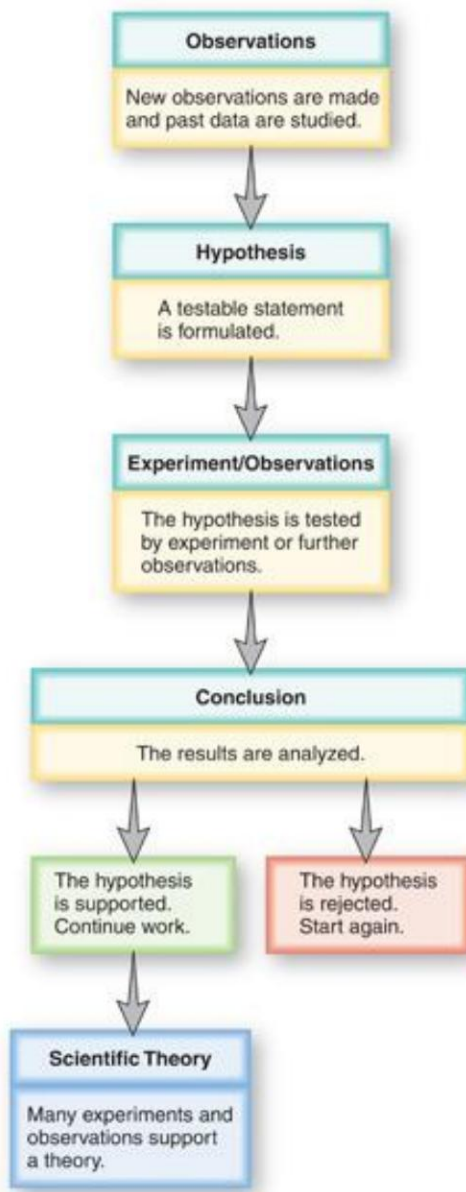 Observations
New observations are made
and past data are studied.
Hypothesis
A testable statement
is formulated.
Experiment/Observations
The hypothesis is tested
by experiment or further
observations.
Conclusion
The results are analyzed.
The hypothesis
is supported.
Continue work.
The hypothesis
is rejected.
Start again.
Scientific Theory
Many experiments and
observations support
a theory.